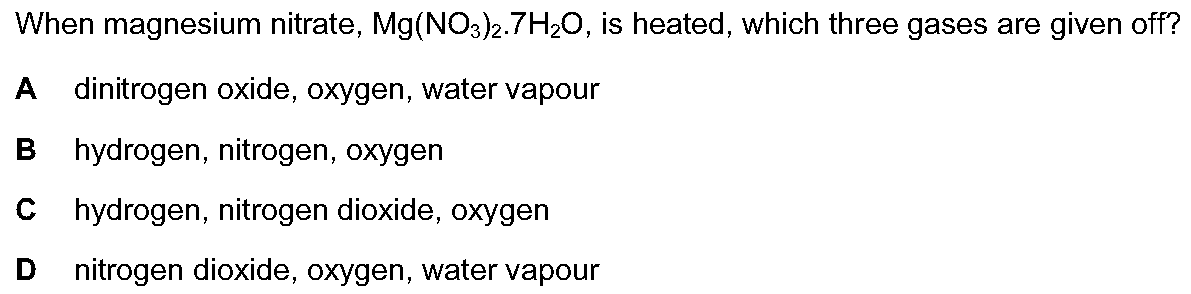 When magnesium nitrate, Mg(NO₃)₂.7H₂O, is heated, which three gases are given off?
A dinitrogen oxide, oxygen, water vapour
B hydrogen, nitrogen, oxygen
C hydrogen, nitrogen dioxide, oxygen
D nitrogen dioxide, oxygen, water vapour